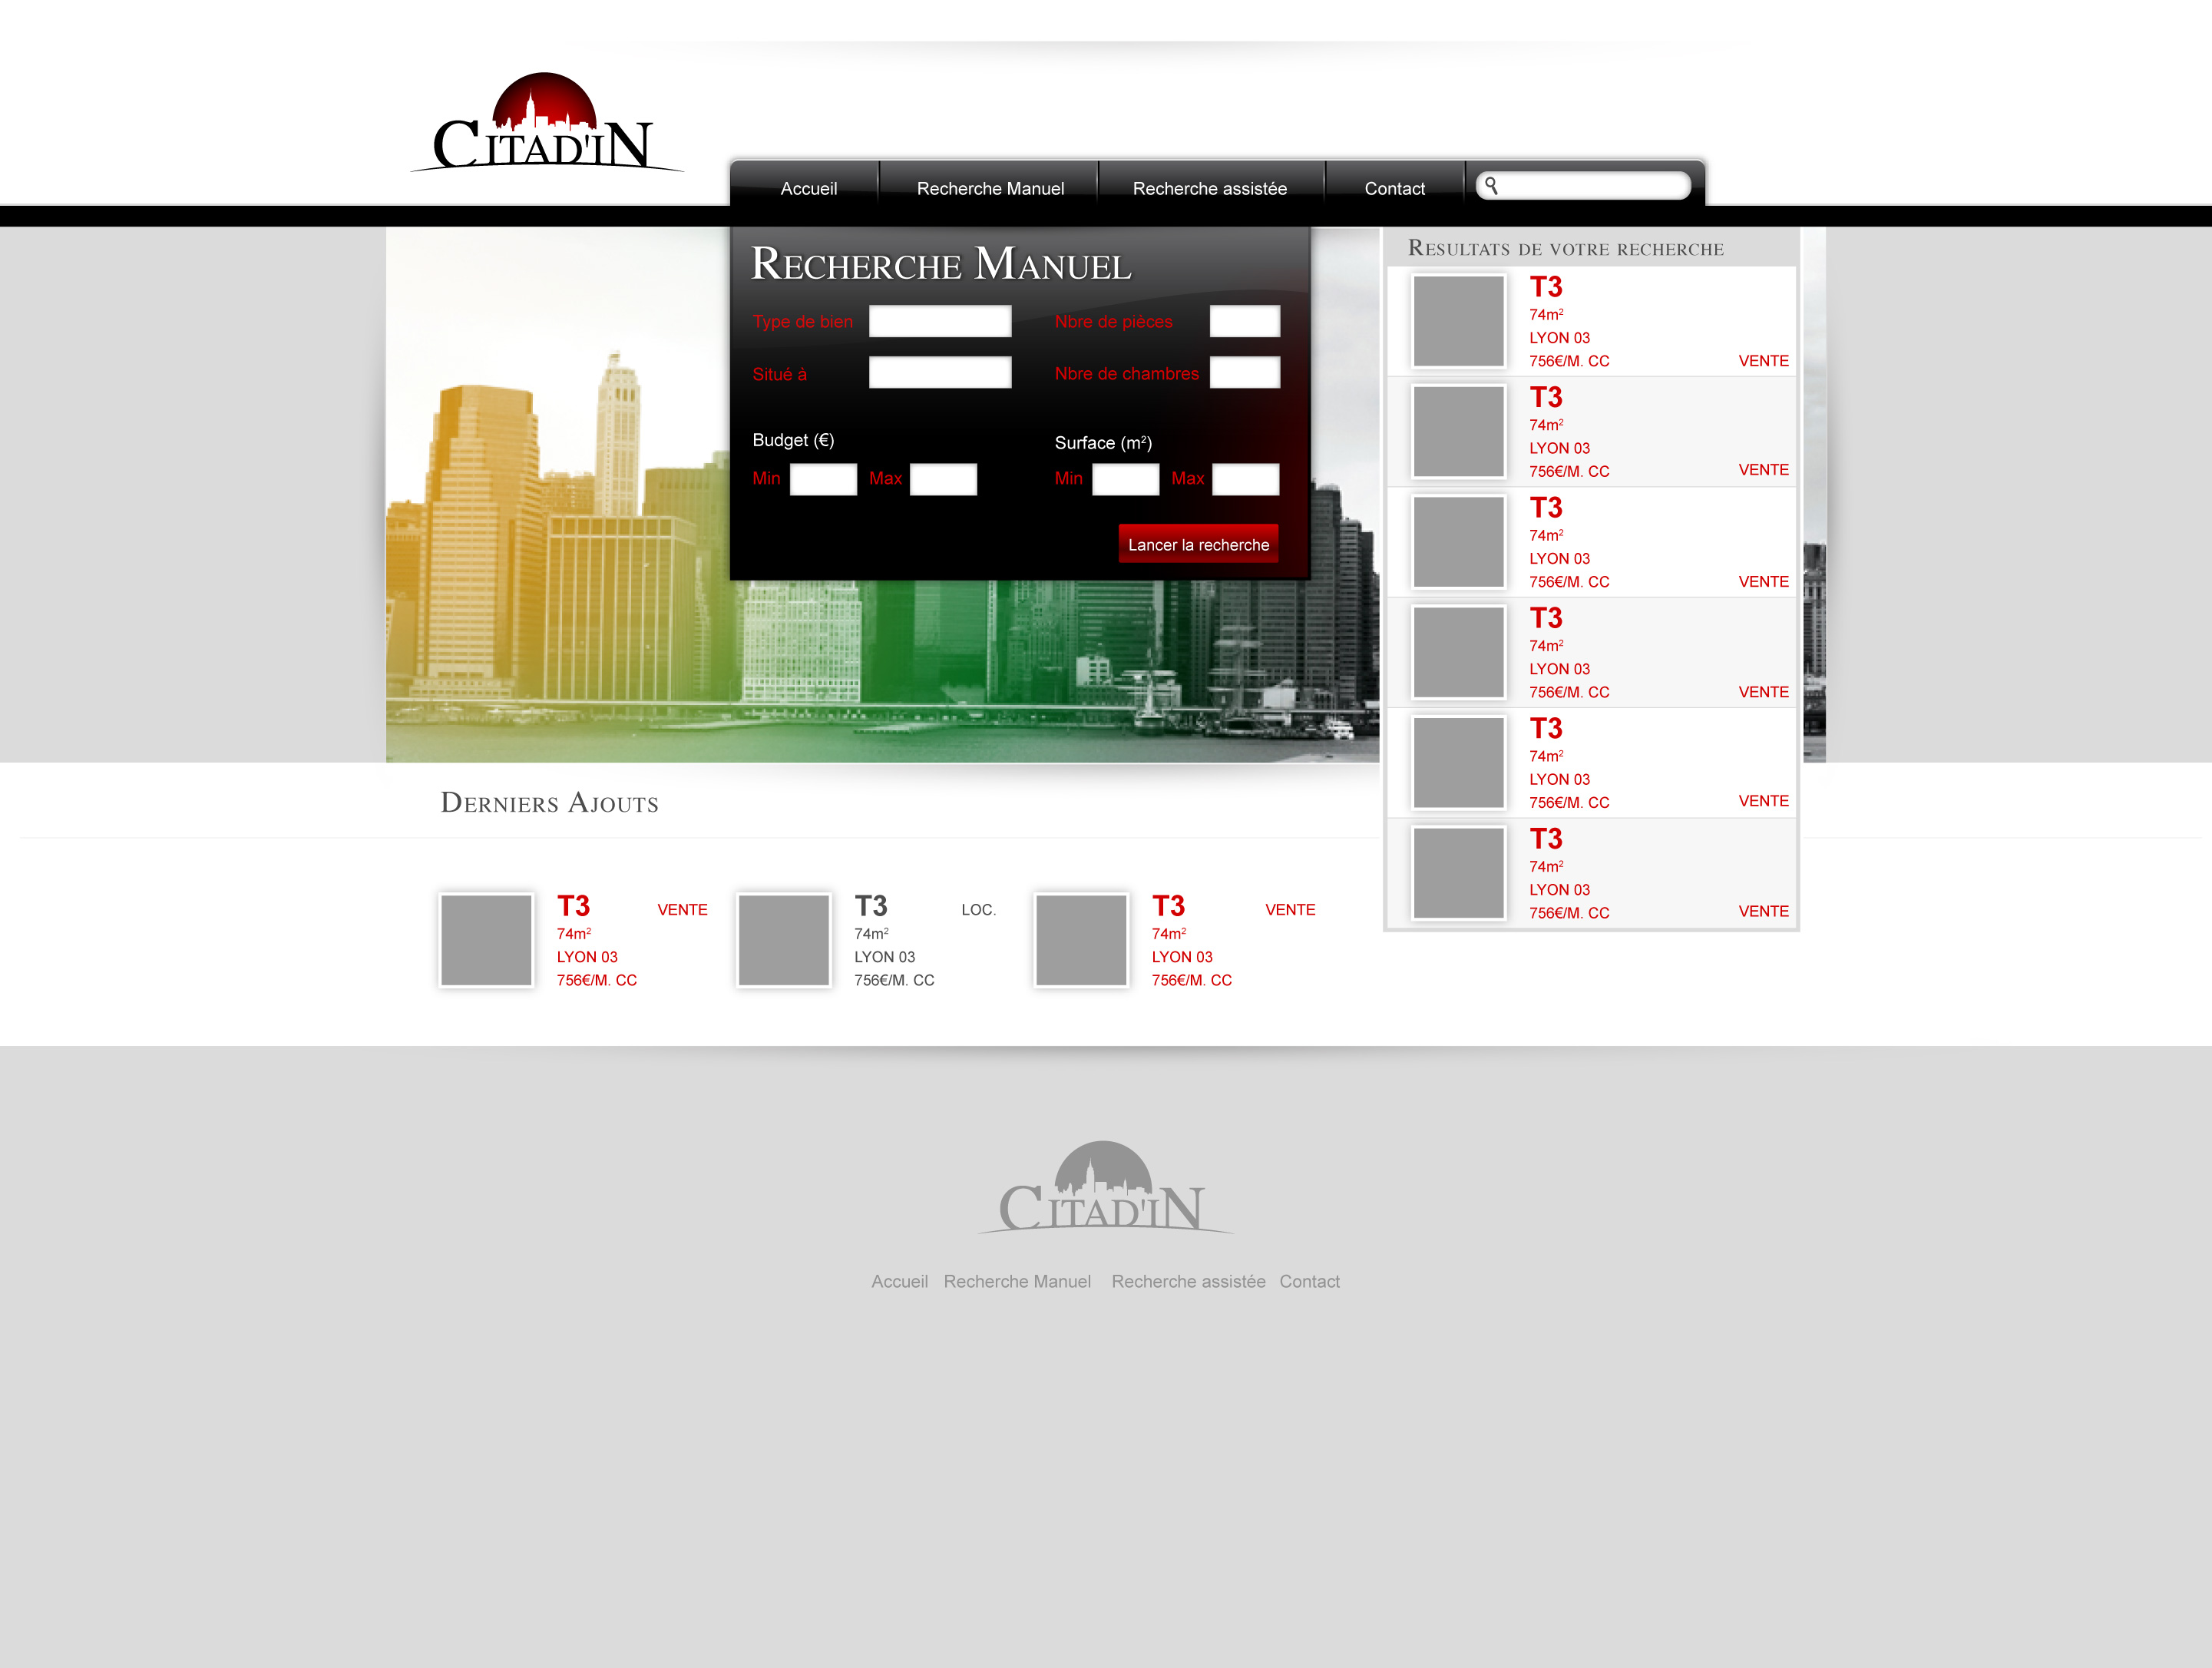 CITAD'IN
Accueil
Recherche Manuel
Recherche assistée
Contact
RECHERCHE MANUEL
Type de bien
Nbre de pièces
Situé à
Nbre de chambres
Budget (€)
Surface (m²)
Min
Max
Min
Max
Lancer la recherche
RESULTATS DE VOTRE RECHERCHE
T3
74m²
LYON 03
756€/M. CC
VENTE
T3
74m²
LYON 03
756€/M. CC
VENTE
T3
74m²
LYON 03
756€/M. CC
VENTE
T3
74m²
LYON 03
756€/M. CC
VENTE
T3
74m²
LYON 03
756€/M. CC
VENTE
T3
74m²
LYON 03
756€/M. CC
VENTE
DERNIERS AJOUTS
T3
VENTE
74m²
LYON 03
756€/M. CC
T3
LOC.
74m²
LYON 03
756€/M. CC
T3
VENTE
74m²
LYON 03
756€/M. CC
CITAD'IN
Accueil
Recherche Manuel
Recherche assistée
Contact